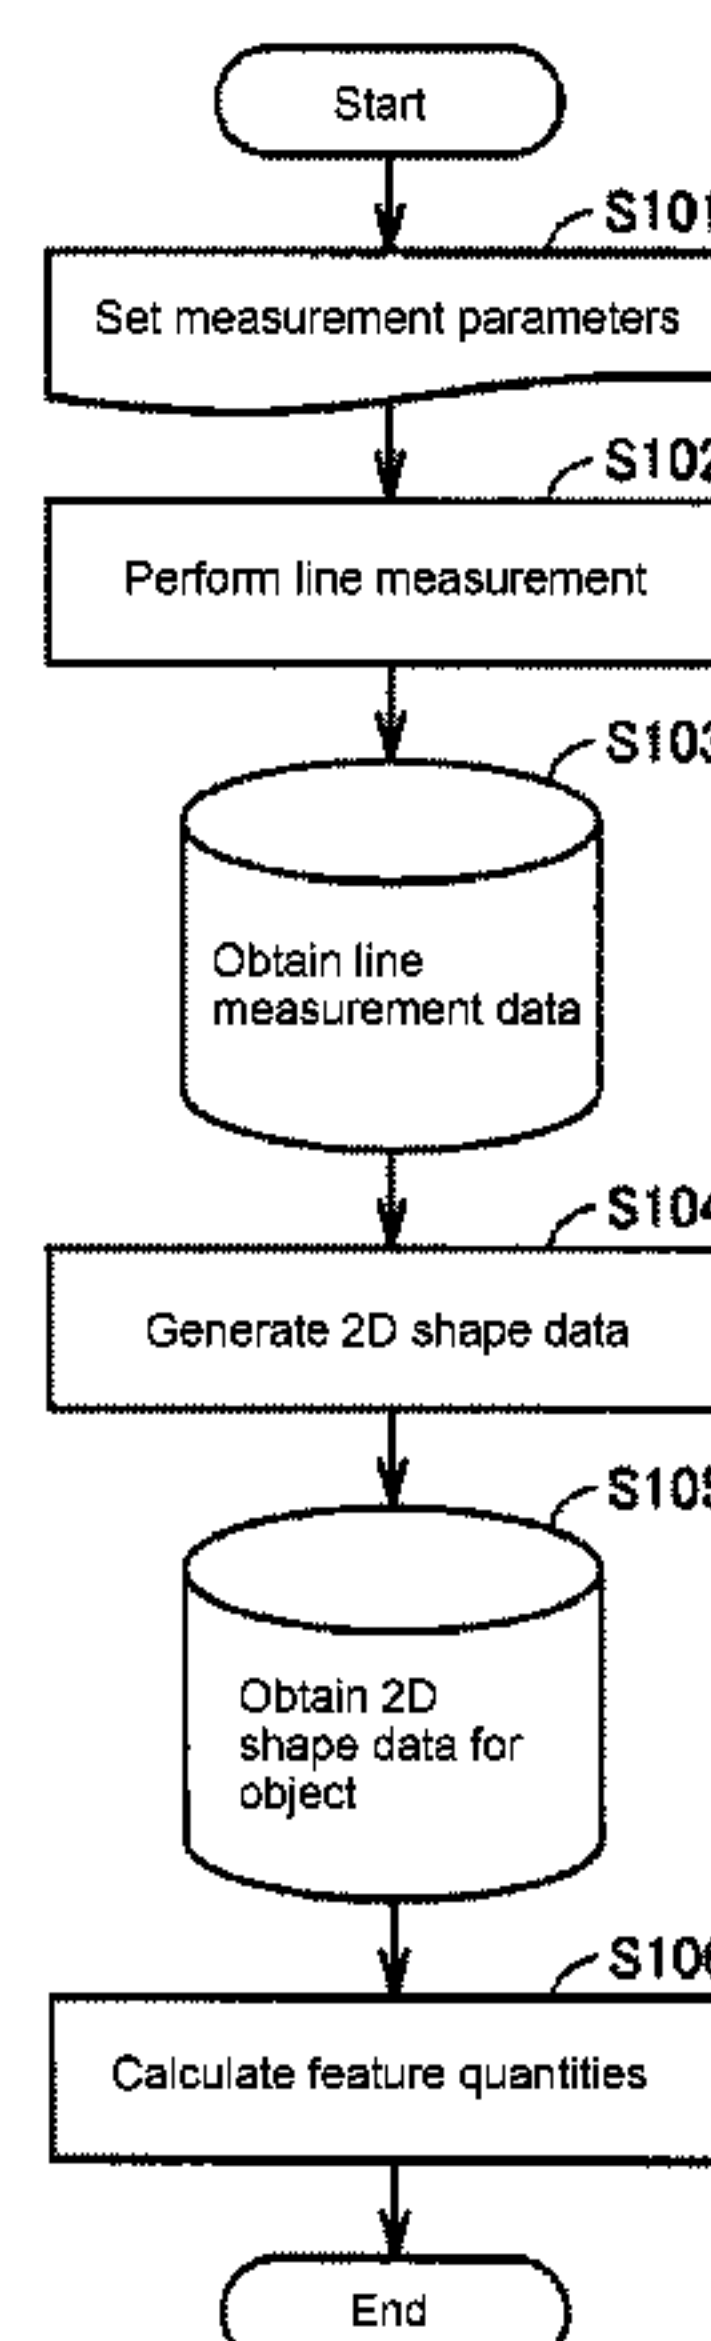 Start
S101
Set measurement parameters
S102
Perform line measurement
S103
Obtain line
measurement data
S104
Generate 2D shape data
S105
Obtain 2D
shape data for
object
S106
Calculate feature quantities
End